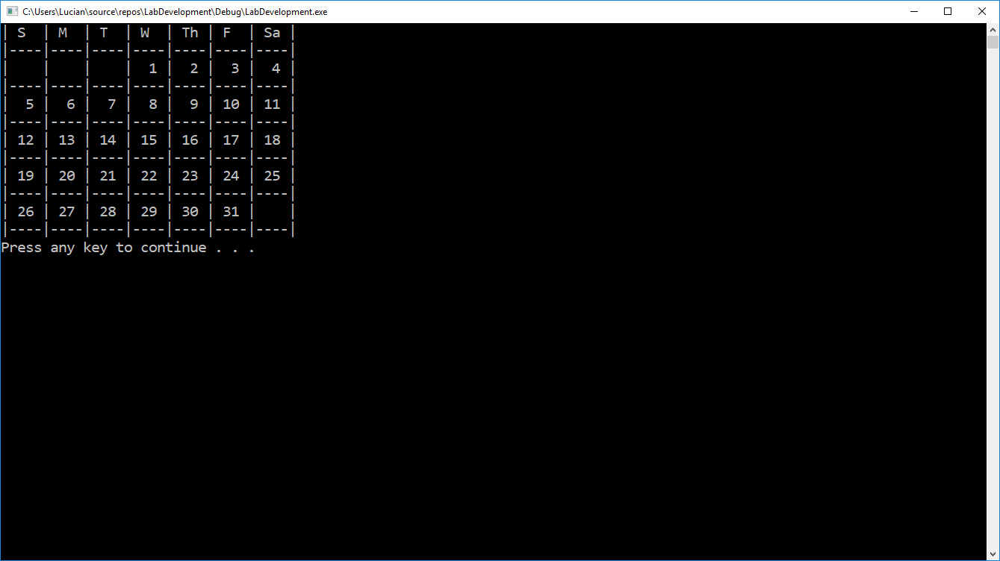 C:\Users\Lucian\source\repos\LabDevelopment\Debug\LabDevelopment.exe
| S  | M  | T  | W  | Th | F  | Sa |
|----|----|----|----|----|----|----|
|    |    |    |  1 |  2 |  3 |  4 |
|----|----|----|----|----|----|----|
|  5 |  6 |  7 |  8 |  9 | 10 | 11 |
|----|----|----|----|----|----|----|
| 12 | 13 | 14 | 15 | 16 | 17 | 18 |
|----|----|----|----|----|----|----|
| 19 | 20 | 21 | 22 | 23 | 24 | 25 |
|----|----|----|----|----|----|----|
| 26 | 27 | 28 | 29 | 30 | 31 |    |
|----|----|----|----|----|----|----|
Press any key to continue . . .